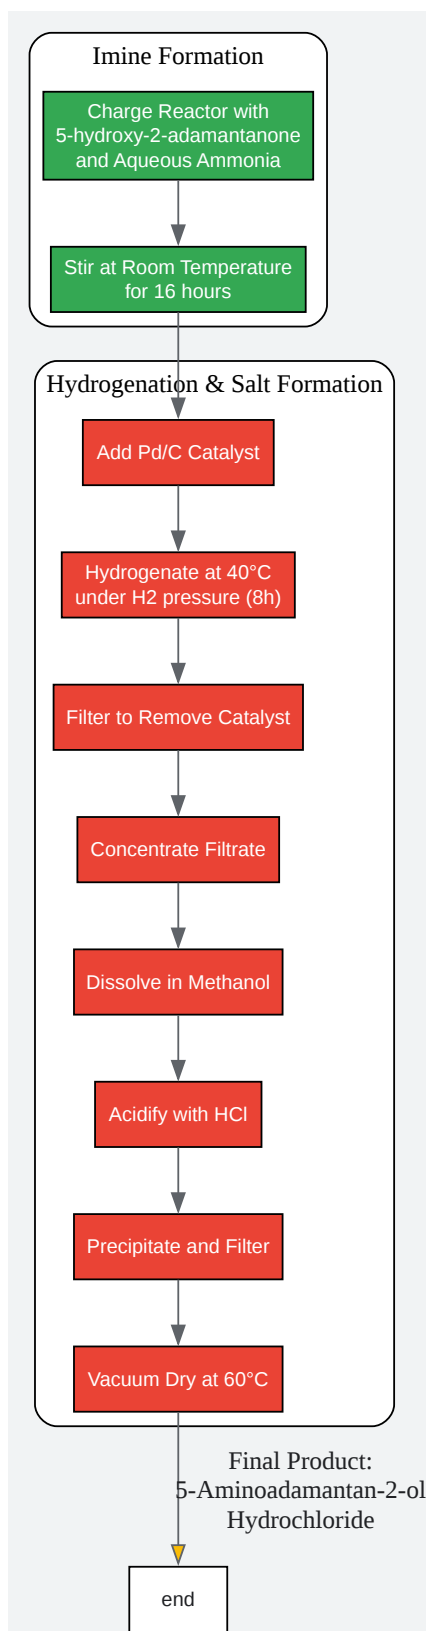 Imine Formation
Charge Reactor with
5-hydroxy-2-adamantanone
and Aqueous Ammonia
Stir at Room Temperature
for 16 hours
Hydrogenation & Salt Formation
Add Pd/C Catalyst
Hydrogenate at 40°C
under H2 pressure (8h)
Filter to Remove Catalyst
Concentrate Filtrate
Dissolve in Methanol
Acidify with HCl
Precipitate and Filter
Vacuum Dry at 60°C
Final Product:
5-Aminoadamantan-2-ol
Hydrochloride
end